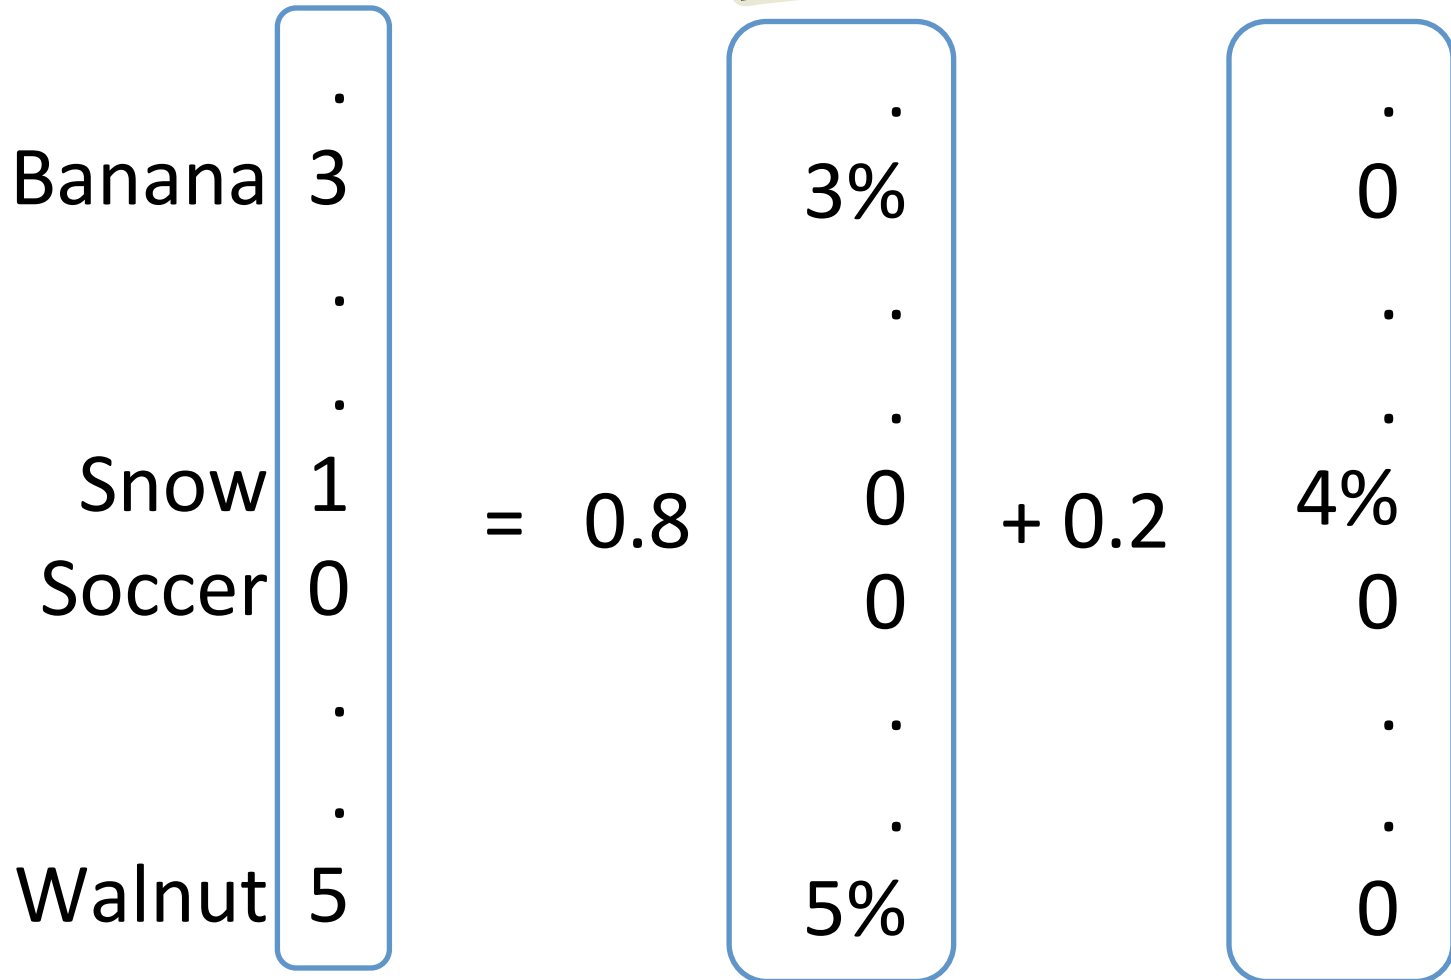 .
Banana 3 3% 0
.
.
Snow 1 0 4%
= 0.8 + 0.2
Soccer 0 0 0
.
.
Walnut 5 5% 0